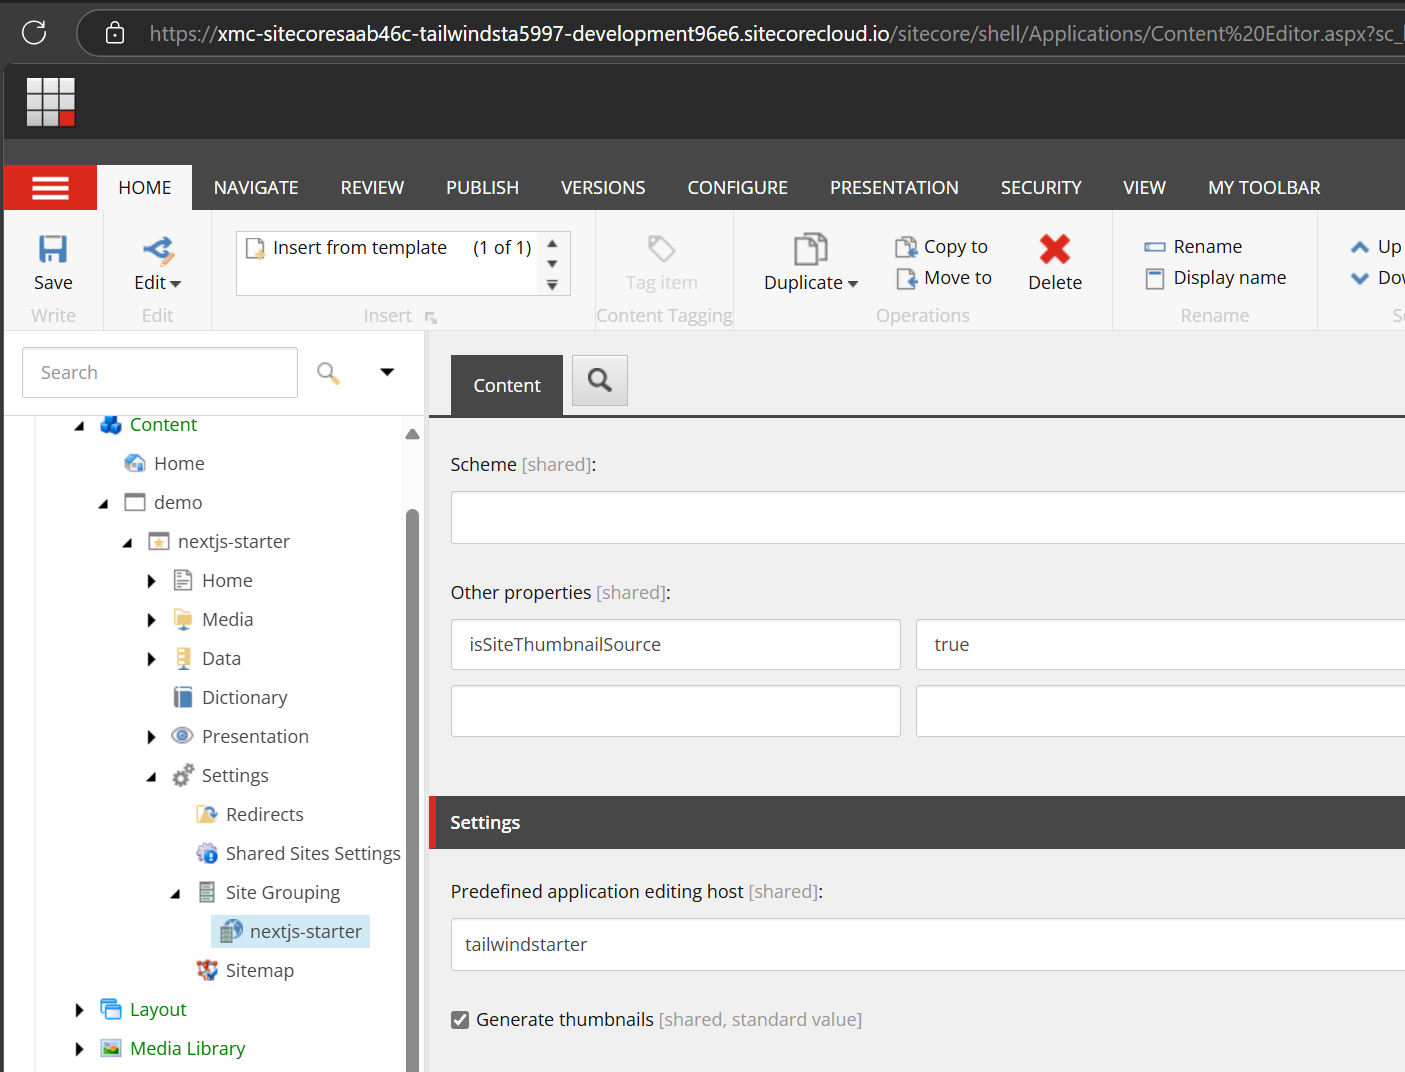 https://xmc-sitecoresaab46c-tailwindsta5997-development96e6.sitecorecloud.io/sitecore/shell/Applications/Content%20Editor.aspx?sc_
HOME NAVIGATE REVIEW PUBLISH VERSIONS CONFIGURE PRESENTATION SECURITY VIEW MY TOOLBAR
Save
Write
Edit
Edit
Insert from template (1 of 1)
Insert
Tag item
Content Tagging
Duplicate
Copy to
Move to
Delete
Operations
Rename
Display name
Rename
Up
Search
Content
Home
demo
nextjs-starter
Home
Media
Data
Dictionary
Presentation
Settings
Redirects
Shared Sites Settings
Site Grouping
nextjs-starter
Sitemap
Layout
Media Library
Content
Scheme [shared]:
Other properties [shared]:
isSiteThumbnailSource true
Settings
Predefined application editing host [shared]:
tailwindstarter
Generate thumbnails [shared, standard value]